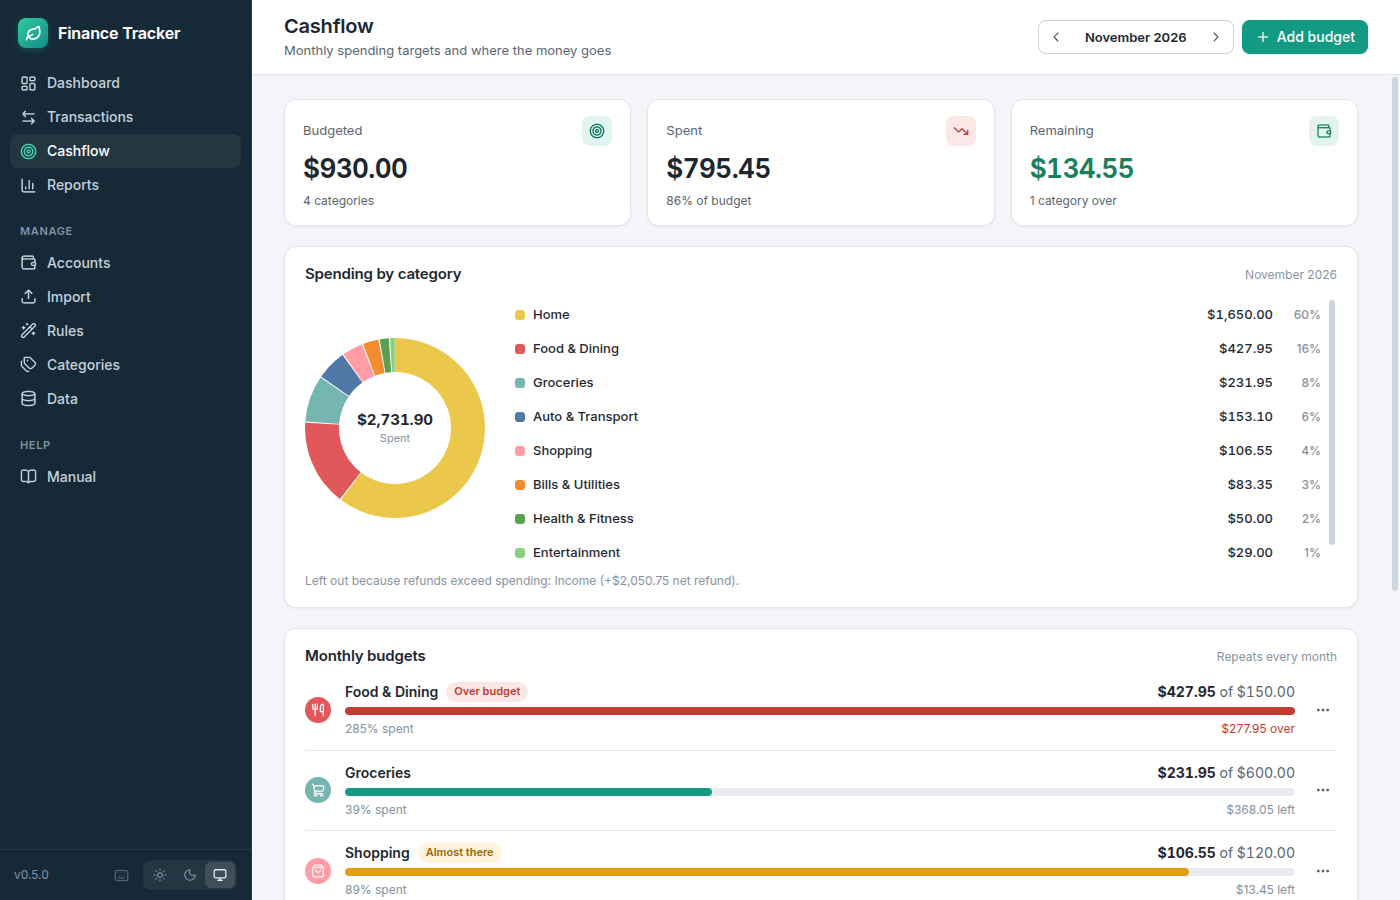 Finance Tracker
Dashboard
Transactions
Cashflow
Reports
MANAGE
Accounts
Import
Rules
Categories
Data
HELP
Manual
v0.5.0
Cashflow
Monthly spending targets and where the money goes
November 2026
Add budget
Budgeted
$930.00
4 categories
Spent
$795.45
86% of budget
Remaining
$134.55
1 category over
Spending by category
November 2026
$2,731.90
Spent
Home $1,650.00 60%
Food & Dining $427.95 16%
Groceries $231.95 8%
Auto & Transport $153.10 6%
Shopping $106.55 4%
Bills & Utilities $83.35 3%
Health & Fitness $50.00 2%
Entertainment $29.00 1%
Left out because refunds exceed spending: Income (+$2,050.75 net refund).
Monthly budgets
Repeats every month
Food & Dining Over budget $427.95 of $150.00
285% spent $277.95 over
Groceries $231.95 of $600.00
39% spent $368.05 left
Shopping Almost there $106.55 of $120.00
89% spent $13.45 left